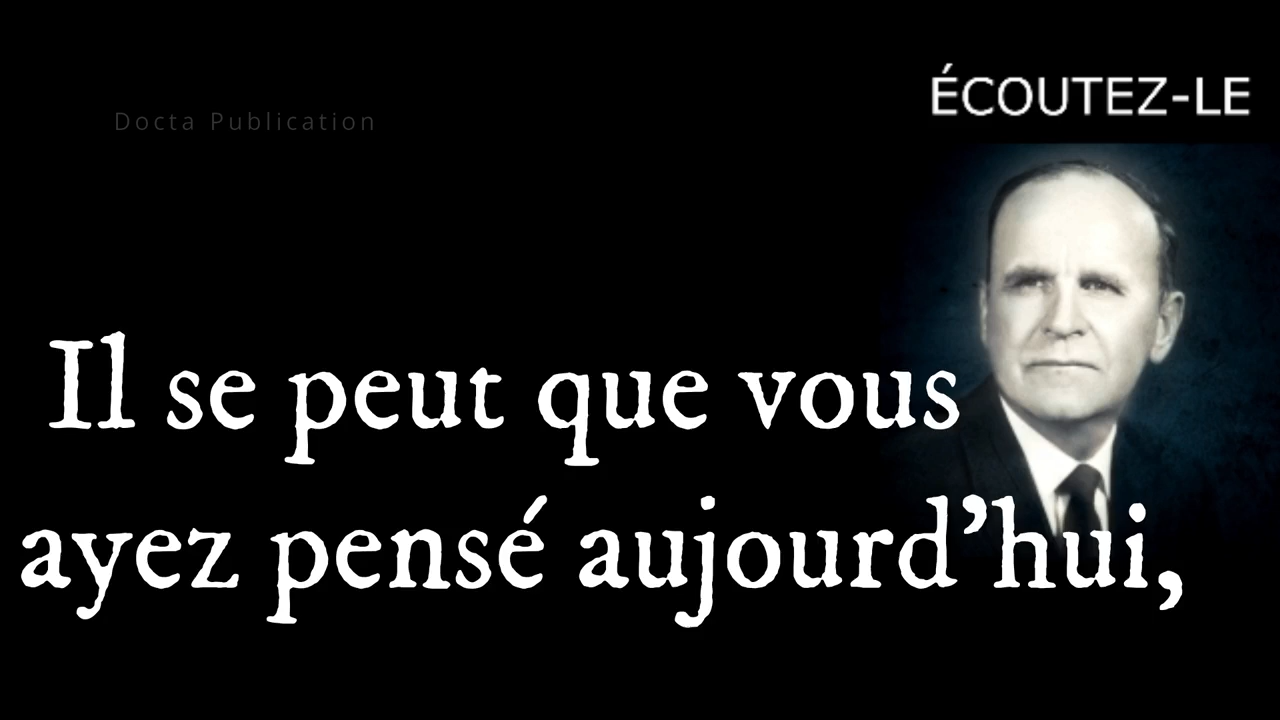 ÉCOUTEZ-LE
Docta Publication
Il se peut que vous
ayez pensé aujourd’hui,